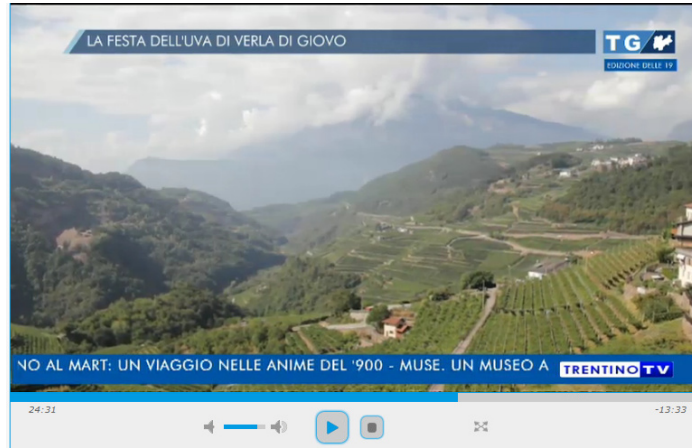 LA FESTA DELL'UVA DI VERLA DI GIOVO
TG
EDIZIONE DELLE 19
NO AL MART: UN VIAGGIO NELLE ANIME DEL '900 - MUSE. UN MUSEO A
TRENTINO TV
24:31
-13:33